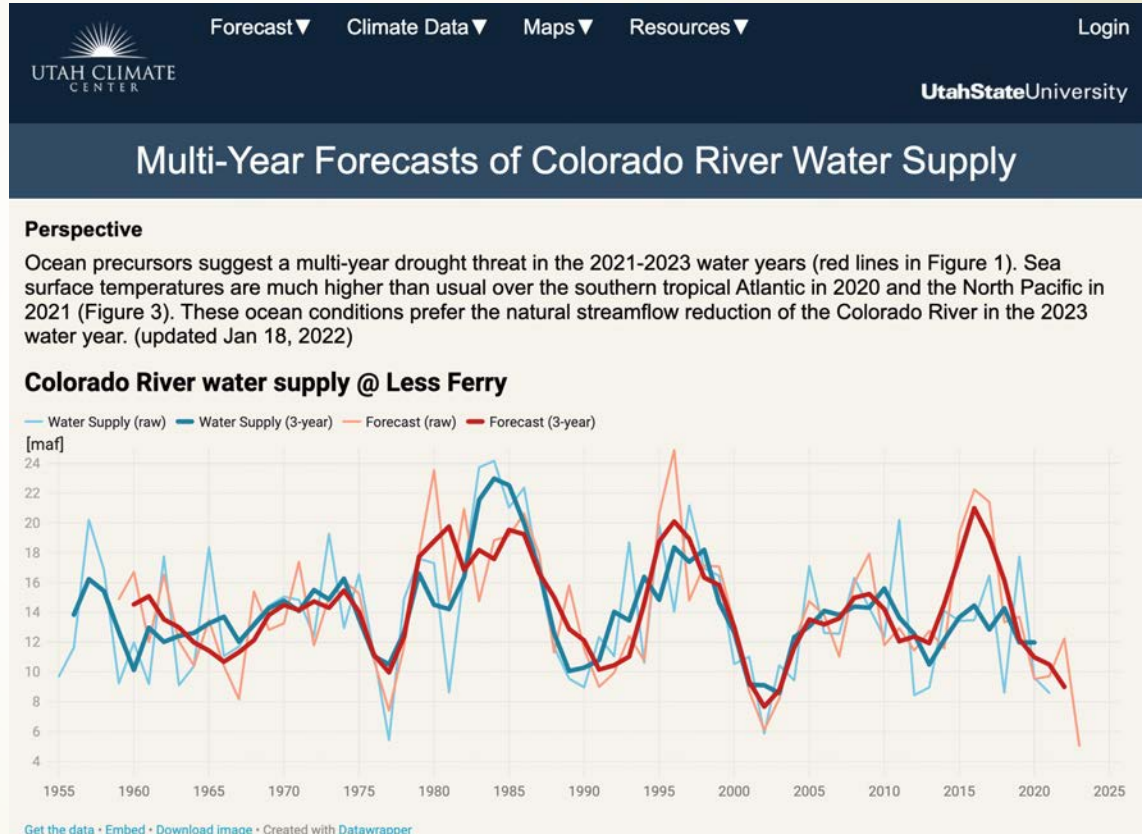 Forecast▼ Climate Data▼ Maps▼ Resources▼ Login
UTAH CLIMATE
CENTER
UtahStateUniversity
Multi-Year Forecasts of Colorado River Water Supply
Perspective
Ocean precursors suggest a multi-year drought threat in the 2021-2023 water years (red lines in Figure 1). Sea
surface temperatures are much higher than usual over the southern tropical Atlantic in 2020 and the North Pacific in
2021 (Figure 3). These ocean conditions prefer the natural streamflow reduction of the Colorado River in the 2023
water year. (updated Jan 18, 2022)
Colorado River water supply @ Less Ferry
Water Supply (raw) Water Supply (3-year) Forecast (raw) Forecast (3-year)
[maf]
24
22
20
18
16
14
12
10
8
6
4
1955 1960 1965 1970 1975 1980 1985 1990 1995 2000 2005 2010 2015 2020 2025
Get the data • Embed • Download image • Created with Datawrapper